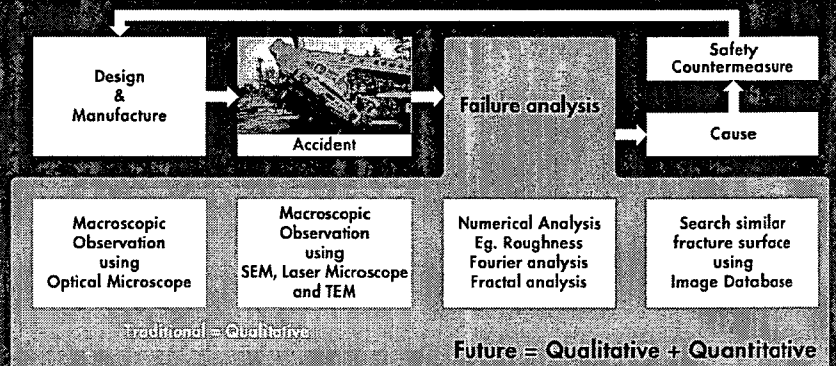 Design
&
Manufacture
Accident
Failure analysis
Safety
Countermeasure
Cause
Macroscopic
Observation
using
Optical Microscope
Macroscopic
Observation
using
SEM, Laser Microscope
and TEM
Numerical Analysis
Eg. Roughness
Fourier analysis
Fractal analysis
Search similar
fracture surface
using
Image Database
Traditional = Qualitative
Future = Qualitative + Quantitative